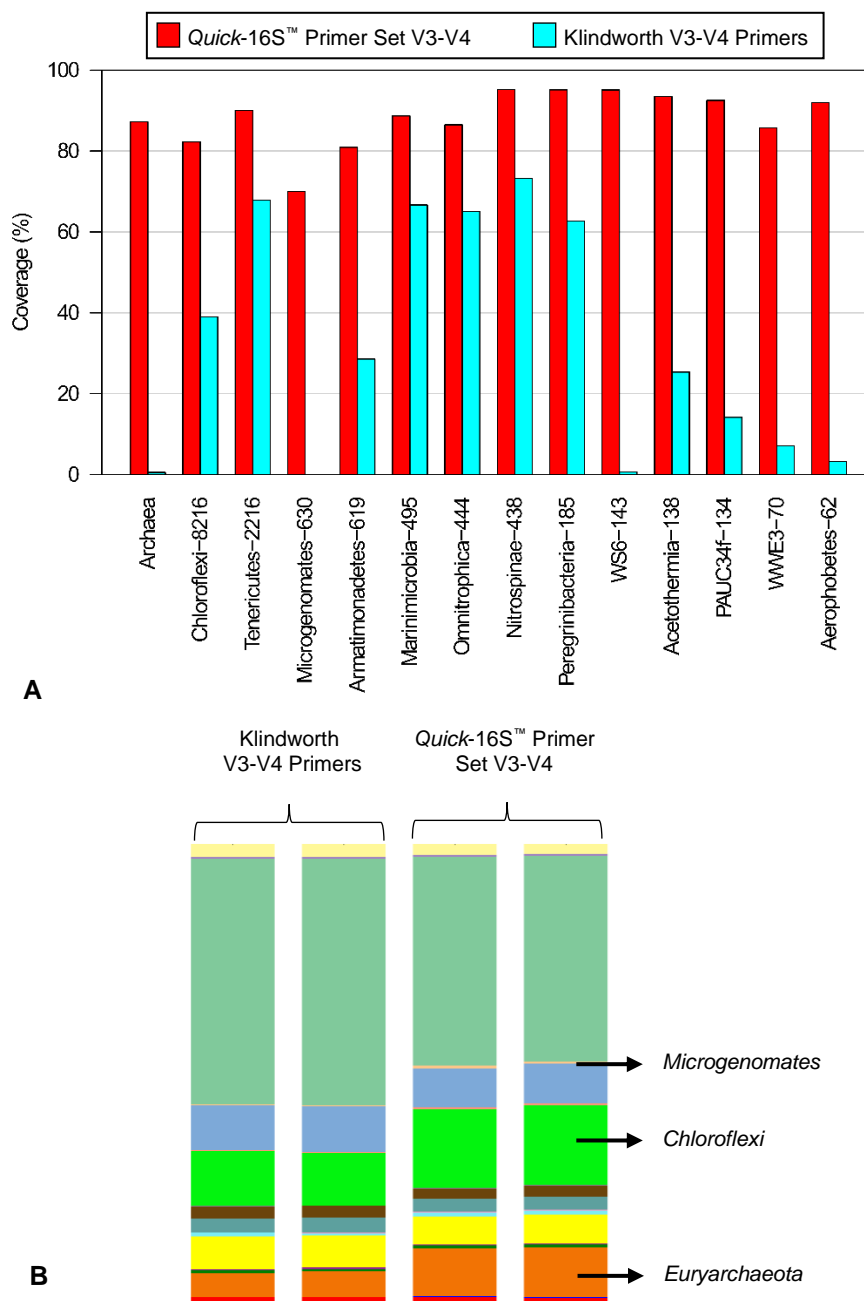 Quick-16S™ Primer Set V3-V4
Klindworth V3-V4 Primers
100
80
60
40
20
0
Coverage (%)
Archaea
Chloroflexi−8216
Tenericutes−2216
Microgenomates−630
Armatimonadetes−619
Marinimicrobia−495
Omnitrophica−444
Nitrospinae−438
Peregrinibacteria−185
WS6−143
Acetothermia−138
PAUC34f−134
WWE3−70
Aerophobetes−62
A
Klindworth
V3-V4 Primers
Quick-16S™ Primer
Set V3-V4
Microgenomates
Chloroflexi
Euryarchaeota
B